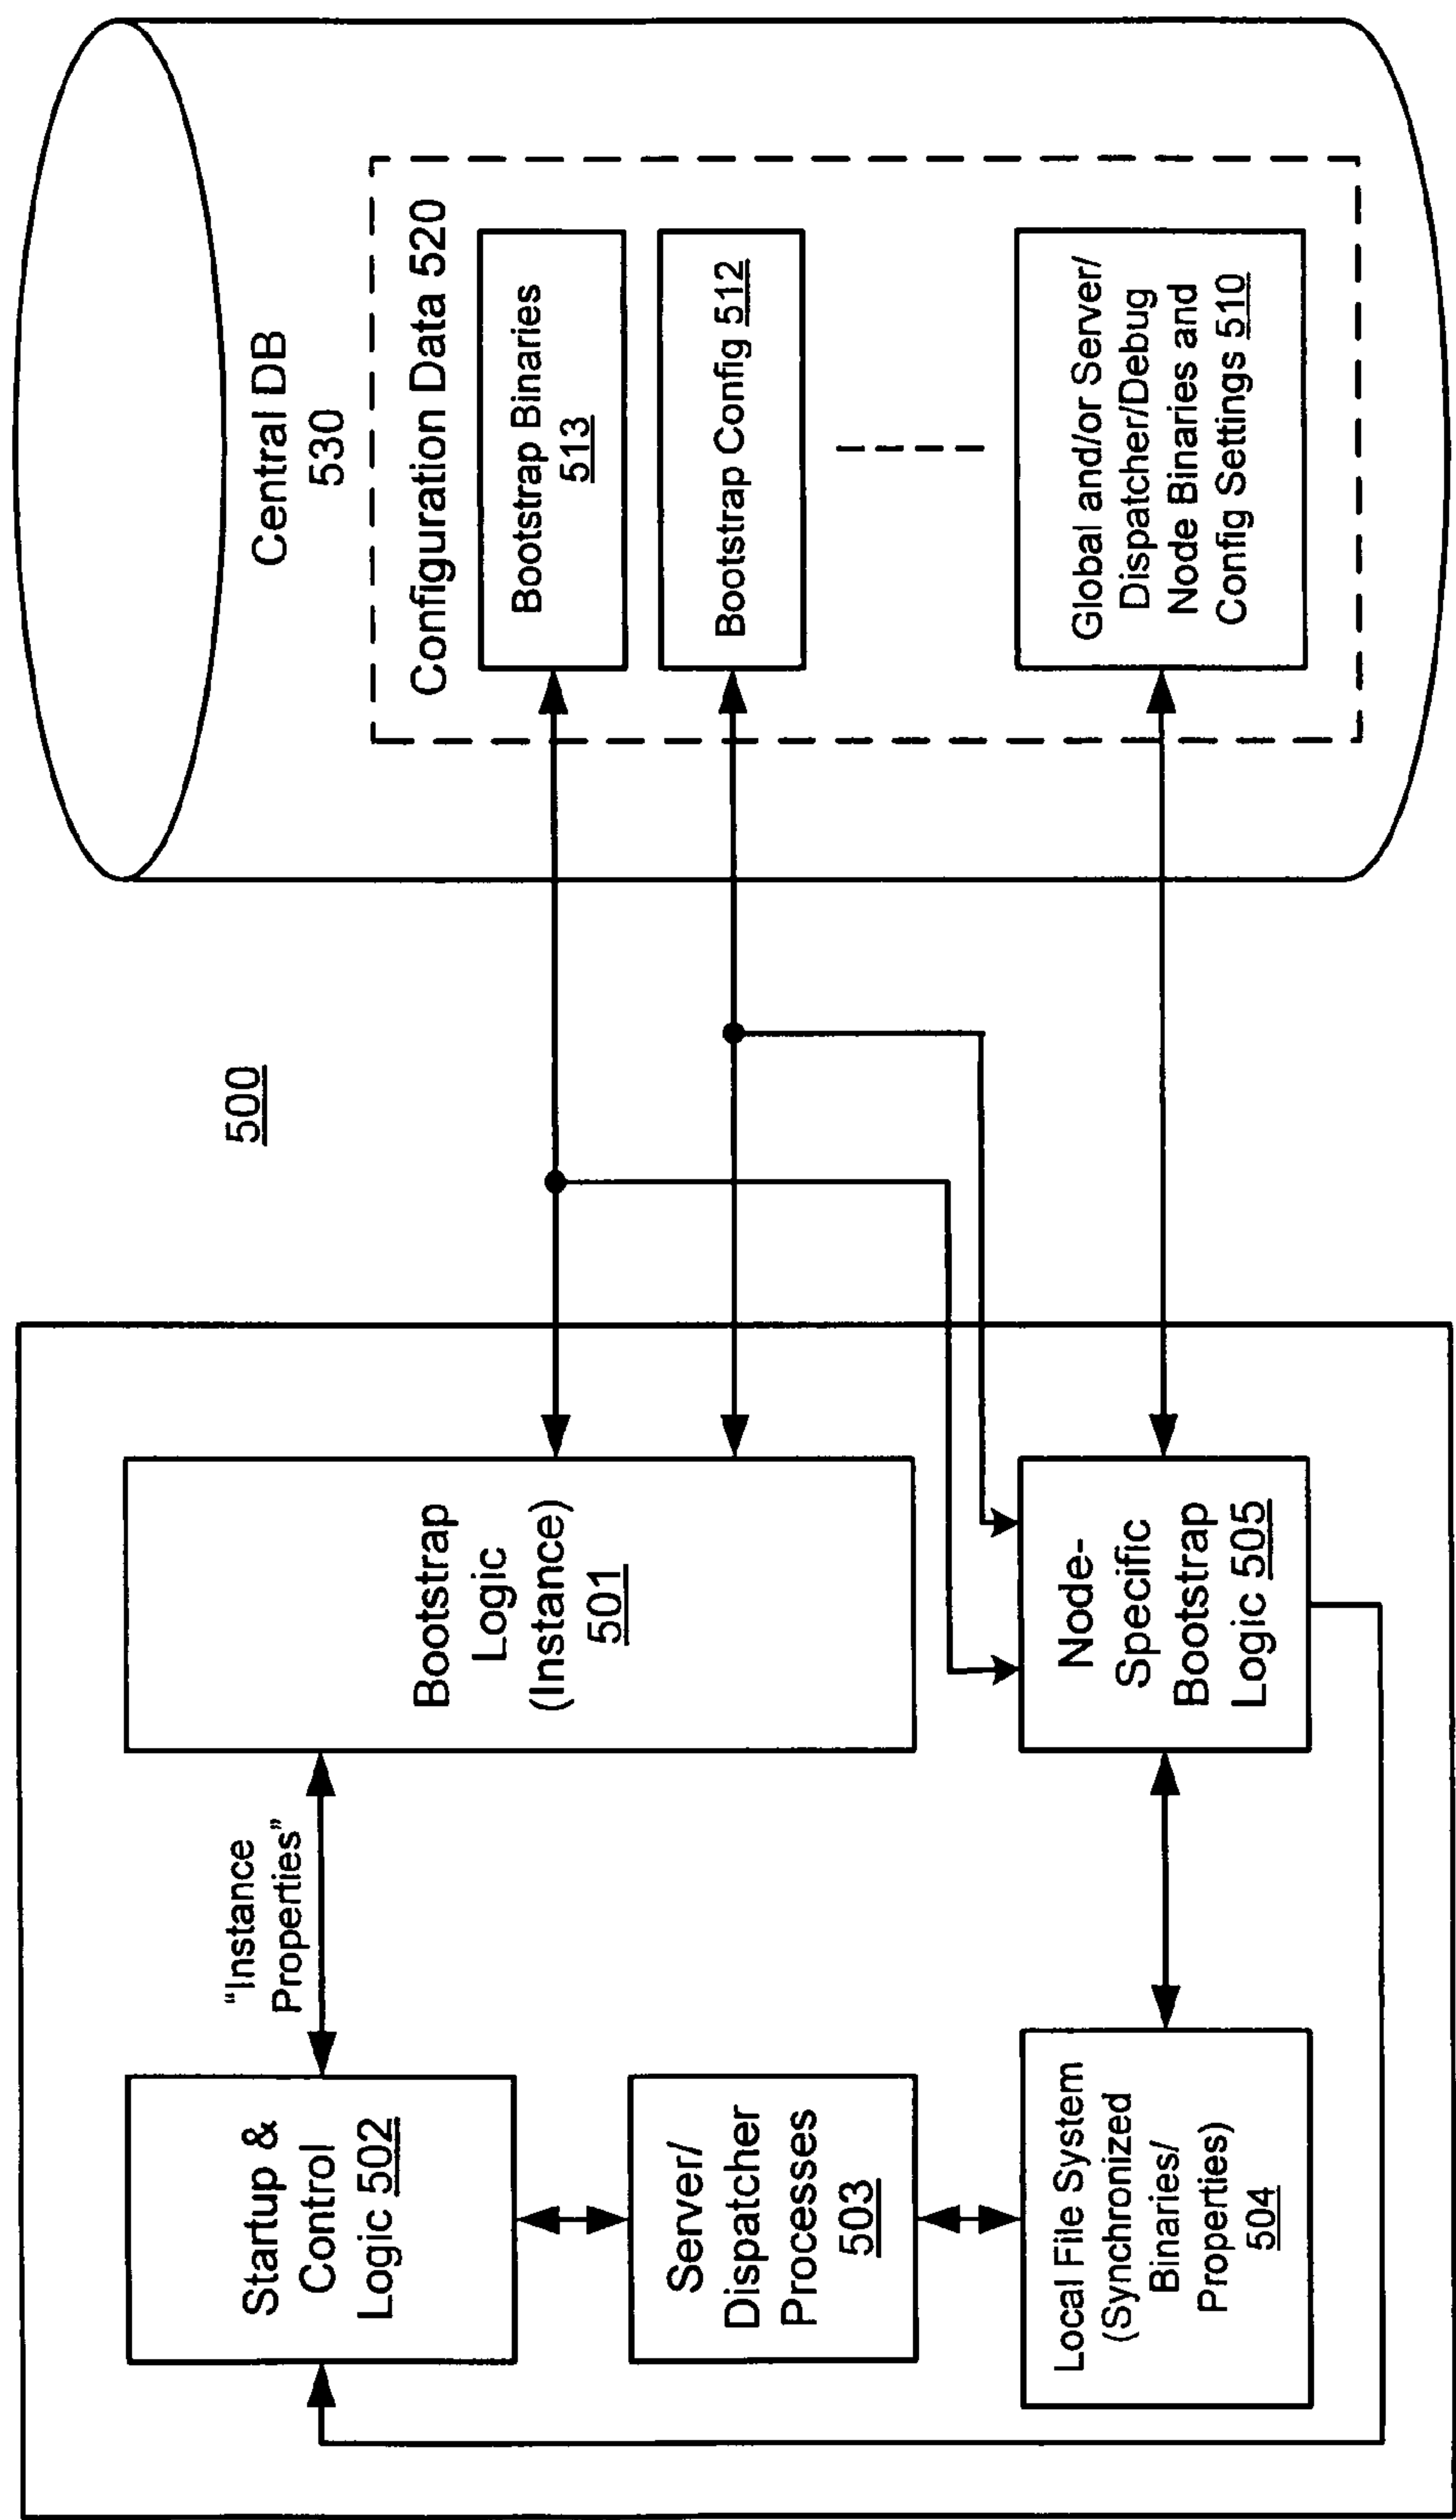 500
Startup &
Control
Logic 502
"Instance
Properties"
Bootstrap
Logic
(Instance)
501
Server/
Dispatcher
Processes
503
Local File System
(Synchronized
Binaries/
Properties)
504
Node-
Specific
Bootstrap
Logic 505
Central DB
530
Configuration Data 520
Bootstrap Binaries
513
Bootstrap Config 512
Global and/or Server/
Dispatcher/Debug
Node Binaries and
Config Settings 510